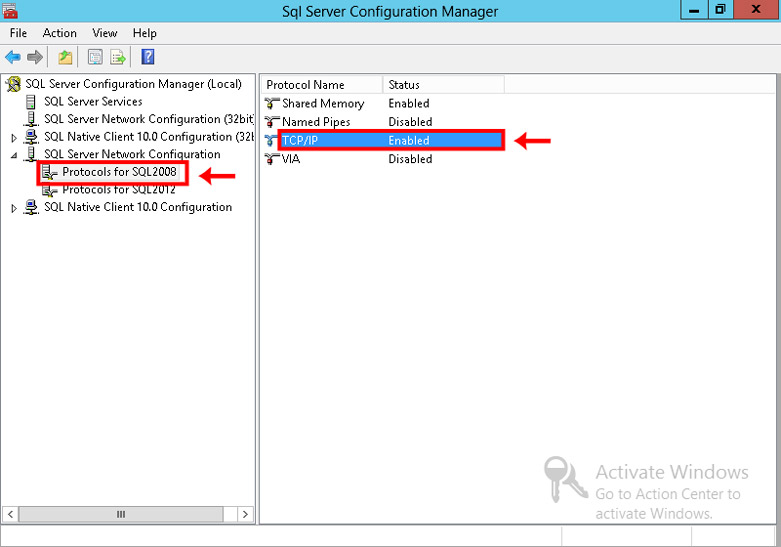 Sql Server Configuration Manager
File Action View Help
SQL Server Configuration Manager (Local)
SQL Server Services
SQL Server Network Configuration (32bit
SQL Native Client 10.0 Configuration (32
SQL Server Network Configuration
Protocols for SQL2008
Protocols for SQL2012
SQL Native Client 10.0 Configuration
Protocol Name Status
Shared Memory Enabled
Named Pipes Disabled
TCP/IP Enabled
VIA Disabled
Activate Windows
Go to Action Center to
activate Windows.